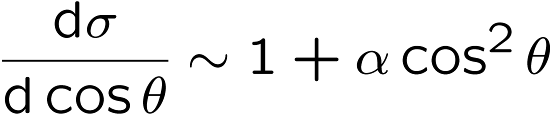 dσ
d cos θ ∼ 1 + α cos² θ